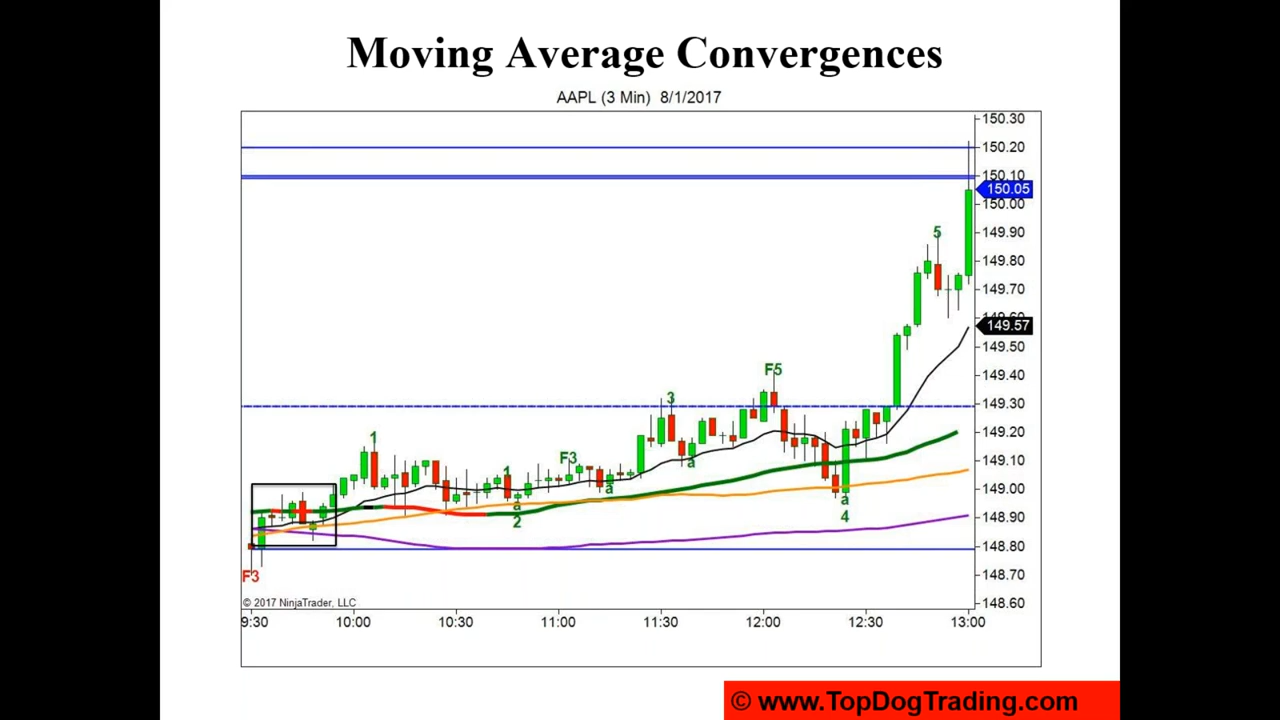 Moving Average Convergences
AAPL (3 Min) 8/1/2017
150.30
150.20
150.10
150.05
150.00
149.90
5
149.80
149.70
149.60
149.57
149.50
149.40
F5
3
149.30
149.20
1
F3
a
149.10
1
a
149.00
a
a
2
4
148.90
148.80
148.70
F3
148.60
© 2017 NinjaTrader, LLC
9:30 10:00 10:30 11:00 11:30 12:00 12:30 13:00
© www.TopDogTrading.com